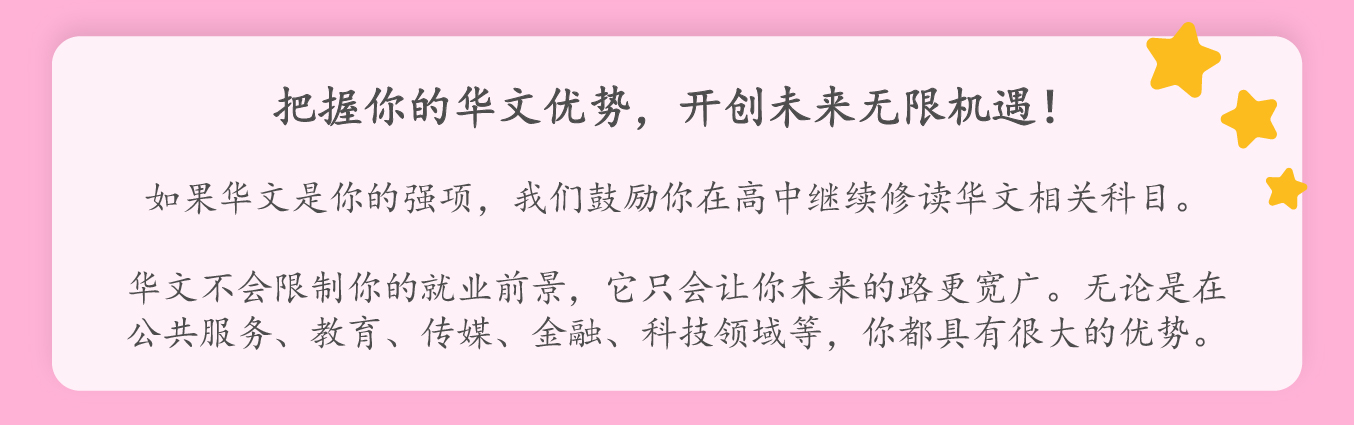 把握你的华文优势，开创未来无限机遇！
如果华文是你的强项，我们鼓励你在高中继续修读华文相关科目。
华文不会限制你的就业前景，它只会让你未来的路更宽广。无论是在
公共服务、教育、传媒、金融、科技领域等，你都具有很大的优势。